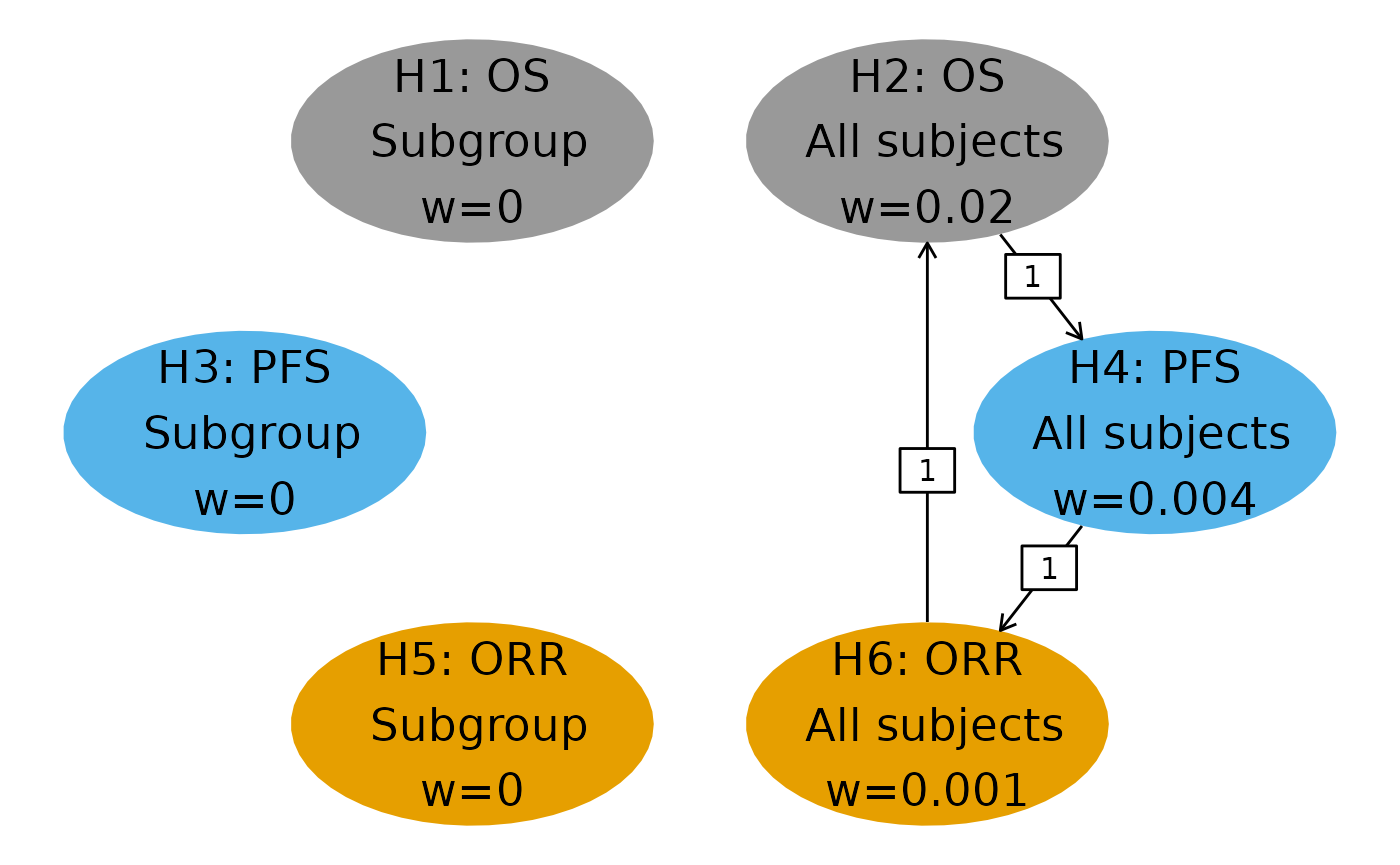 H1: OS
Subgroup
w=0
H2: OS
All subjects
w=0.02
1
H3: PFS
Subgroup
w=0
H4: PFS
All subjects
w=0.004
1
1
H5: ORR
Subgroup
w=0
H6: ORR
All subjects
w=0.001